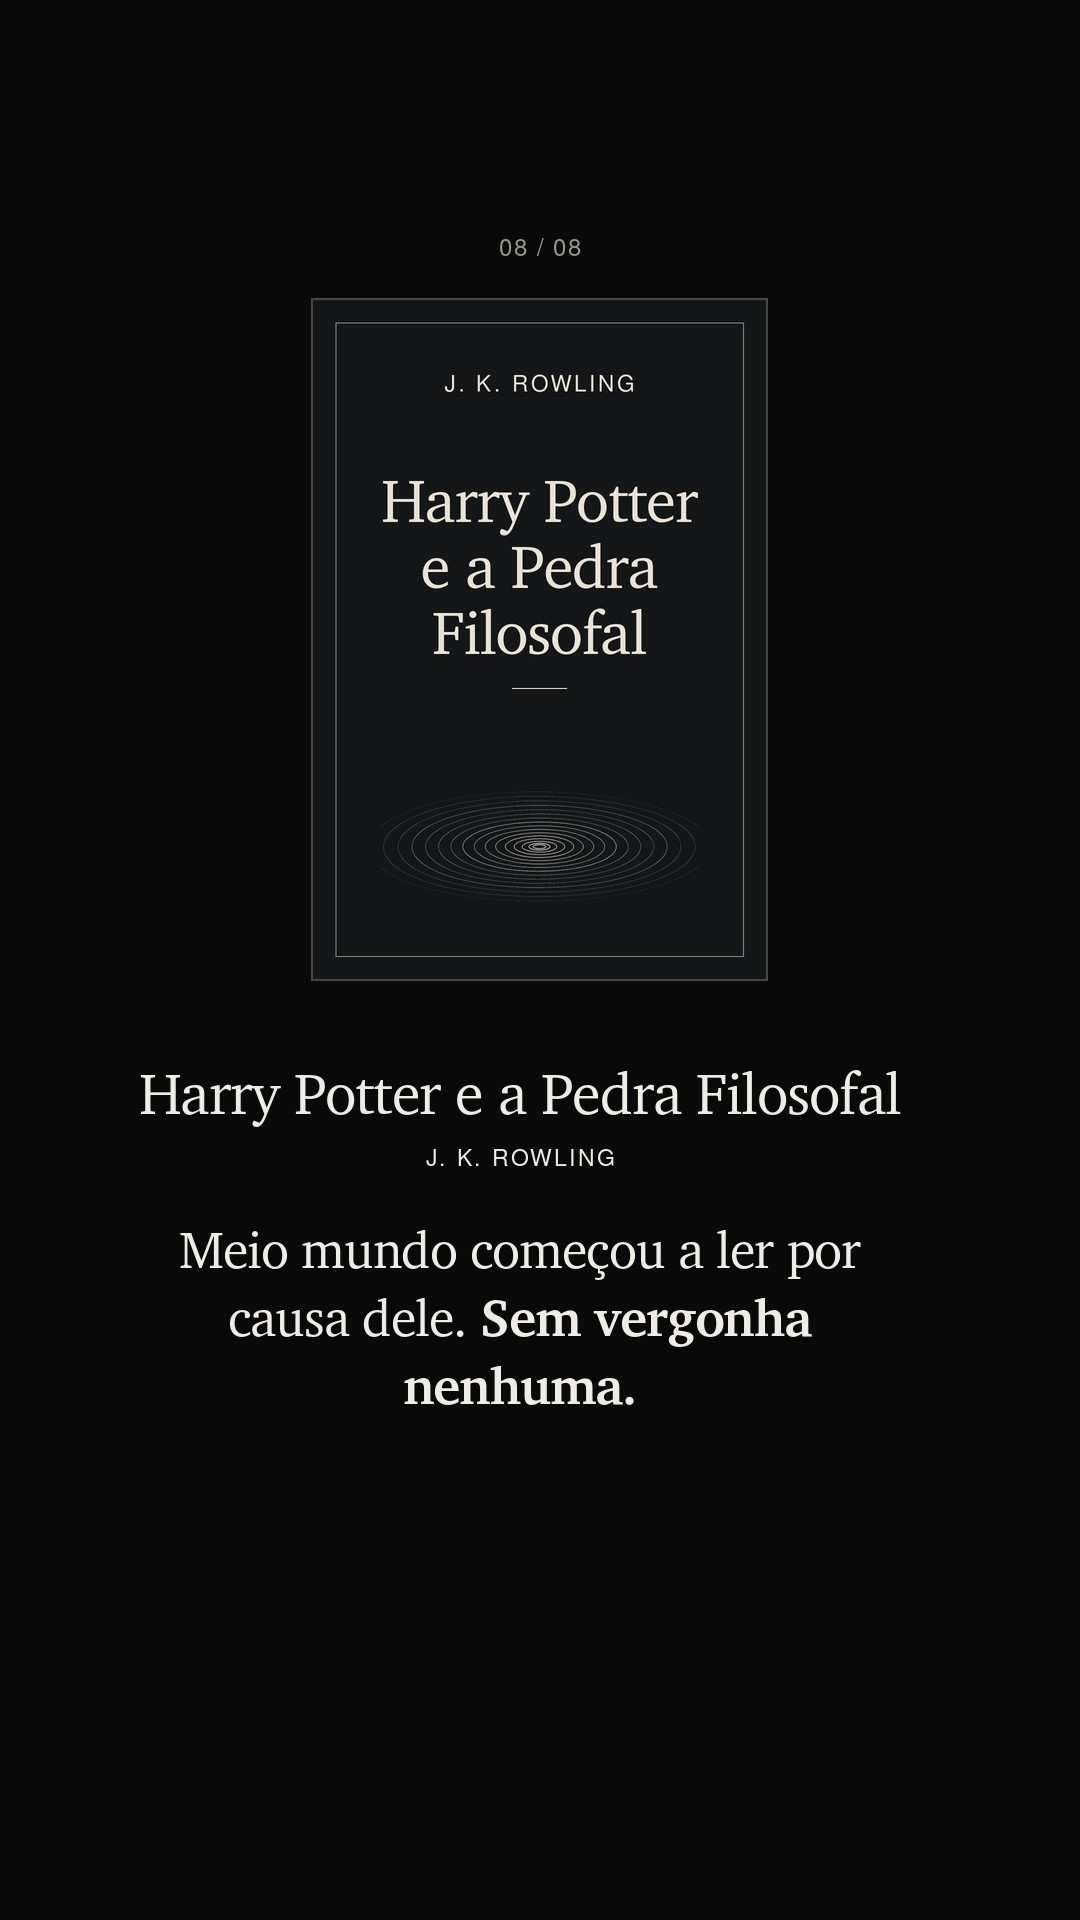 08 / 08
J. K. ROWLING
Harry Potter
e a Pedra
Filosofal
Harry Potter e a Pedra Filosofal
J. K. ROWLING
Meio mundo começou a ler por
causa dele. Sem vergonha
nenhuma.